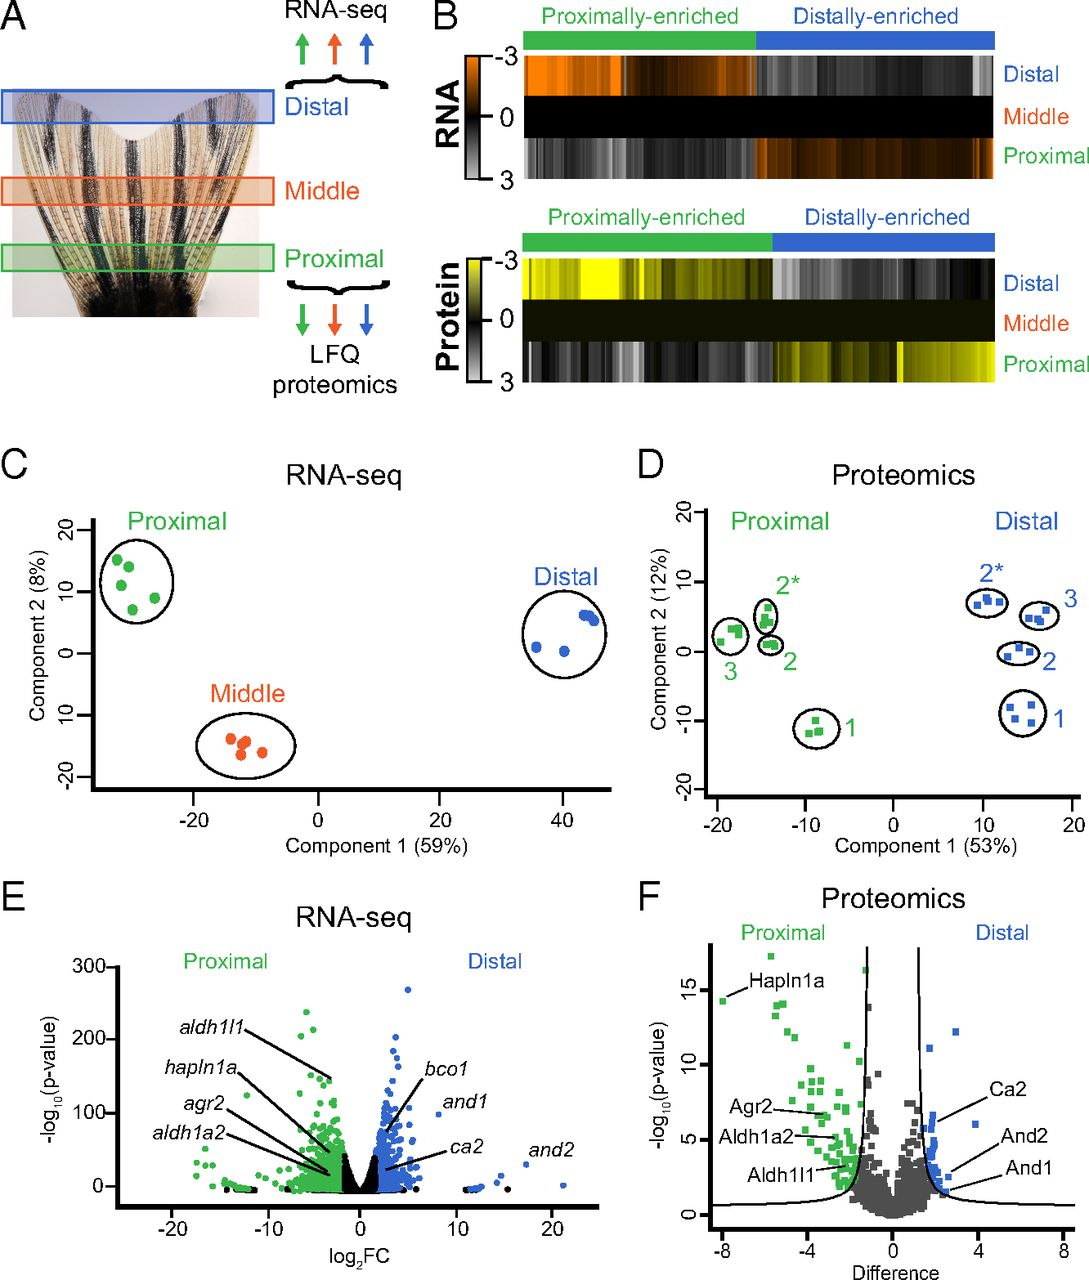 A
RNA-seq
Distal
Middle
Proximal
LFQ
proteomics
B
Proximally-enriched
Distally-enriched
RNA
-3
0
3
Distal
Middle
Proximal
Proximally-enriched
Distally-enriched
Protein
-3
0
3
Distal
Middle
Proximal
C
RNA-seq
Component 2 (8%)
20
10
0
-10
-20
Proximal
Distal
Middle
-20
0
20
40
Component 1 (59%)
D
Proteomics
Component 2 (12%)
20
10
0
-10
-20
Proximal
Distal
2*
3
2
1
2*
3
2
1
-20
-10
0
10
20
Component 1 (53%)
E
RNA-seq
Proximal
Distal
-log10(p-value)
300
200
100
0
aldh1l1
hapln1a
agr2
aldh1a2
bco1
and1
ca2
and2
-20
-10
0
10
20
log2FC
F
Proteomics
Proximal
Distal
-log10(p-value)
15
10
5
0
Hapln1a
Agr2
Aldh1a2
Aldh1l1
Ca2
And2
And1
-8
-4
0
4
8
Difference